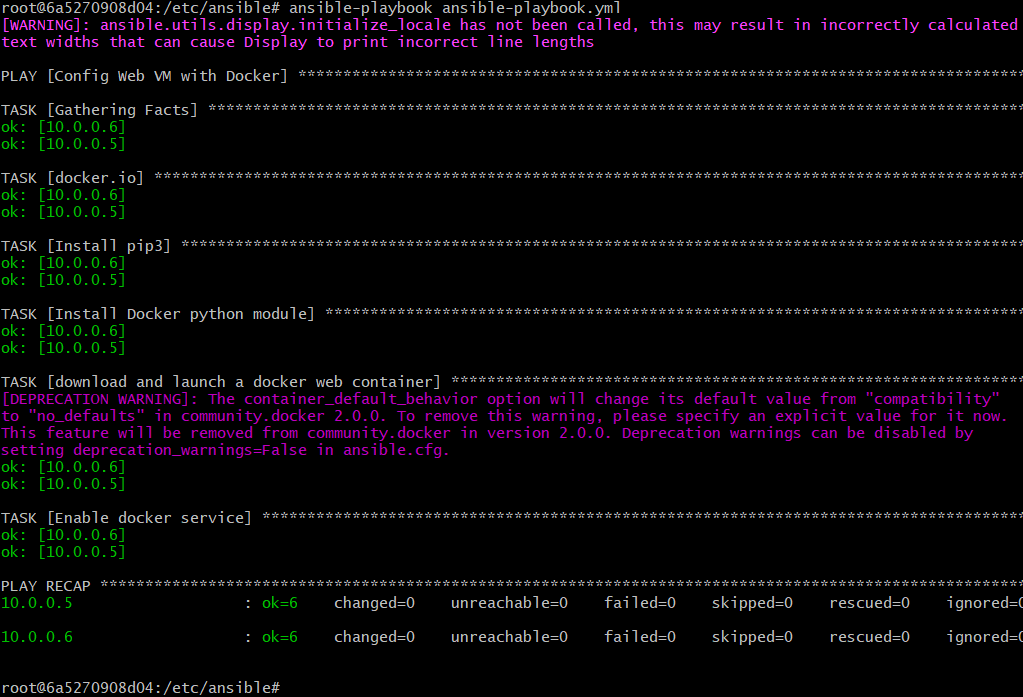 root@6a5270908d04:/etc/ansible# ansible-playbook ansible-playbook.yml
[WARNING]: ansible.utils.display.initialize_locale has not been called, this may result in incorrectly calculated
text widths that can cause Display to print incorrect line lengths
PLAY [Config Web VM with Docker] ********************************************************************************
TASK [Gathering Facts] ******************************************************************************************
ok: [10.0.0.6]
ok: [10.0.0.5]
TASK [docker.io] ************************************************************************************************
ok: [10.0.0.6]
ok: [10.0.0.5]
TASK [Install pip3] *********************************************************************************************
ok: [10.0.0.6]
ok: [10.0.0.5]
TASK [Install Docker python module] *****************************************************************************
ok: [10.0.0.6]
ok: [10.0.0.5]
TASK [download and launch a docker web container] ***************************************************************
[DEPRECATION WARNING]: The container_default_behavior option will change its default value from "compatibility"
to "no_defaults" in community.docker 2.0.0. To remove this warning, please specify an explicit value for it now.
This feature will be removed from community.docker in version 2.0.0. Deprecation warnings can be disabled by
setting deprecation_warnings=False in ansible.cfg.
ok: [10.0.0.6]
ok: [10.0.0.5]
TASK [Enable docker service] ************************************************************************************
ok: [10.0.0.6]
ok: [10.0.0.5]
PLAY RECAP ******************************************************************************************************
10.0.0.5 : ok=6 changed=0 unreachable=0 failed=0 skipped=0 rescued=0 ignored=0
10.0.0.6 : ok=6 changed=0 unreachable=0 failed=0 skipped=0 rescued=0 ignored=0
root@6a5270908d04:/etc/ansible#